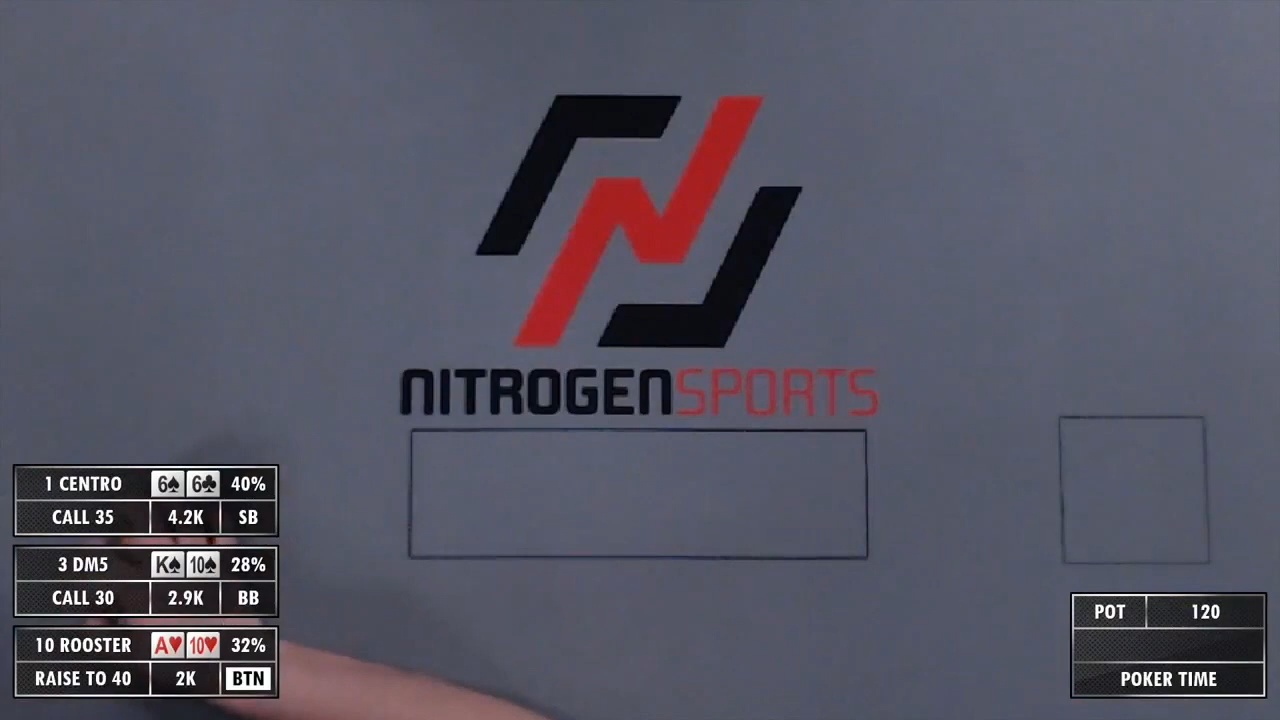 NITROGENSPORTS
1 CENTRO 6♠ 6♣ 40%
CALL 35 4.2K SB
3 DM5 K♠ 10♠ 28%
CALL 30 2.9K BB
10 ROOSTER A♥ 10♥ 32%
RAISE TO 40 2K BTN
POT 120
POKER TIME